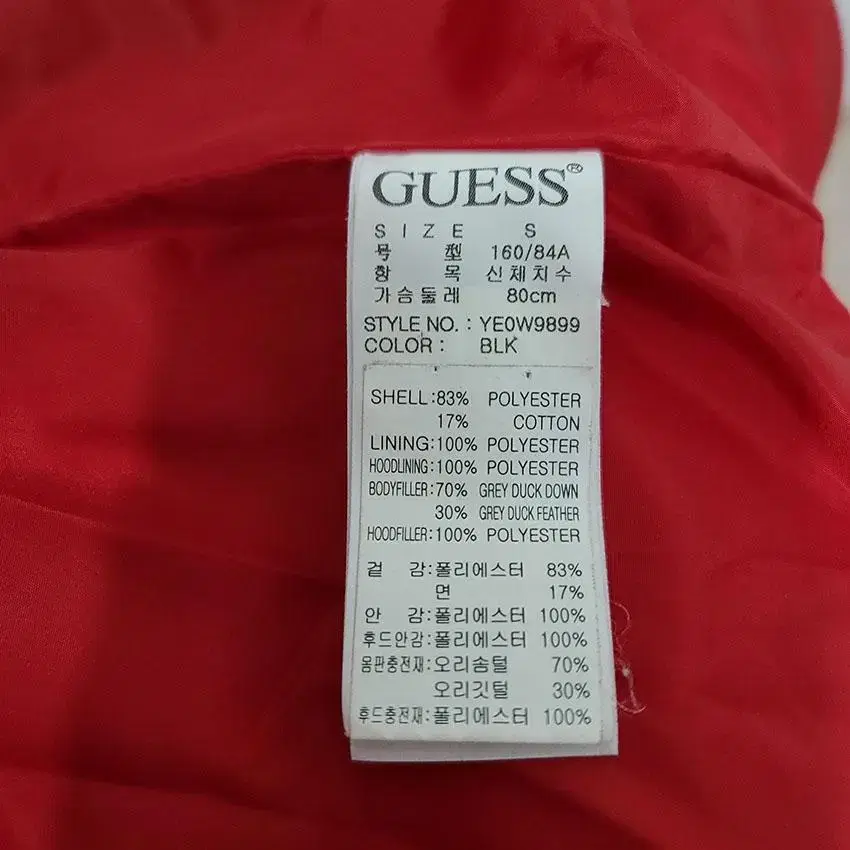 GUESS®
SIZE S
号 型 160/84A
항 목 신체치수
가슴둘레 80cm
STYLE NO. : YE0W9899
COLOR : BLK
SHELL:83% POLYESTER
17% COTTON
LINING:100% POLYESTER
HOODLINING:100% POLYESTER
BODYFILLER:70% GREY DUCK DOWN
30% GREY DUCK FEATHER
HOODFILLER:100% POLYESTER
겉 감:폴리에스터 83%
면 17%
안 감:폴리에스터 100%
후드안감:폴리에스터 100%
몸판충전재:오리솜털 70%
오리깃털 30%
후드충전재:폴리에스터 100%